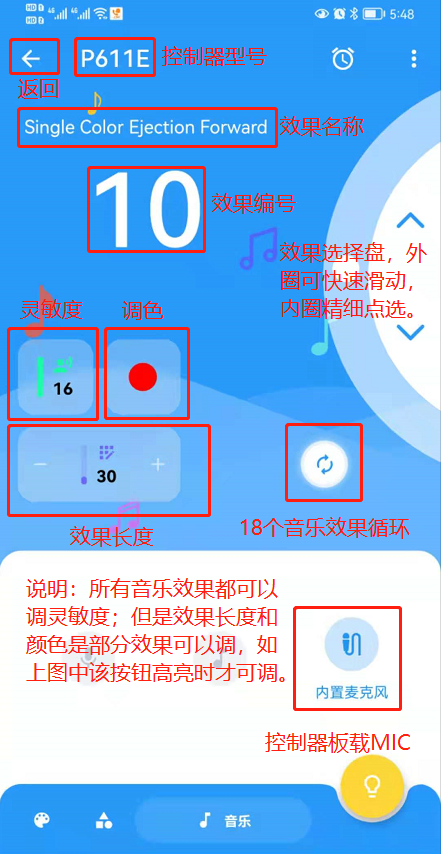 5:48
P611E 控制器型号
返回
Single Color Ejection Forward 效果名称
10 效果编号
效果选择盘，外
圈可快速滑动，
内圈精细点选。
灵敏度 调色
16
30
效果长度
18个音乐效果循环
说明：所有音乐效果都可以
调灵敏度；但是效果长度和
颜色是部分效果可以调，如
上图中该按钮高亮时才可调。
内置麦克风
控制器板载MIC
音乐